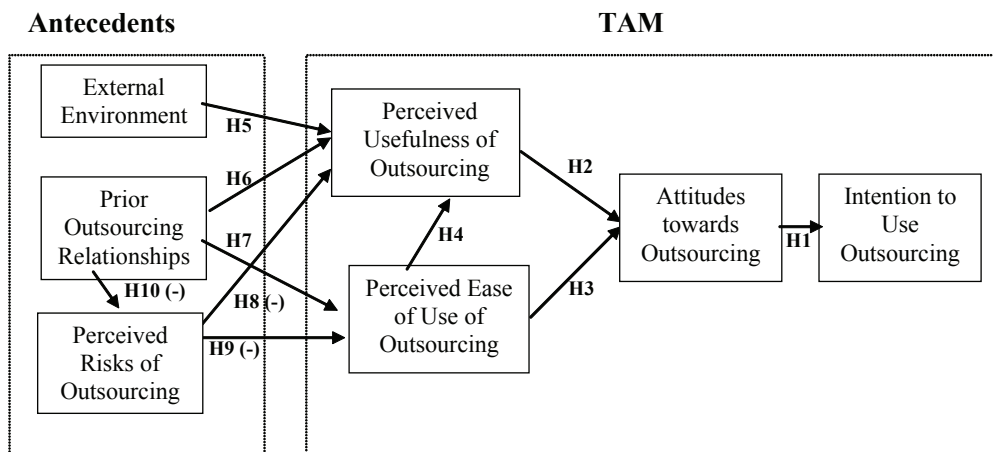 Antecedents
TAM
External
Environment
H5
Perceived
Usefulness of
Outsourcing
H6
H2
Prior
Outsourcing
Relationships
H7
H4
Attitudes
towards
Outsourcing
H1
Intention to
Use
Outsourcing
H10 (-)
H8 (-)
Perceived Ease
of Use of
Outsourcing
H3
Perceived
Risks of
Outsourcing
H9 (-)